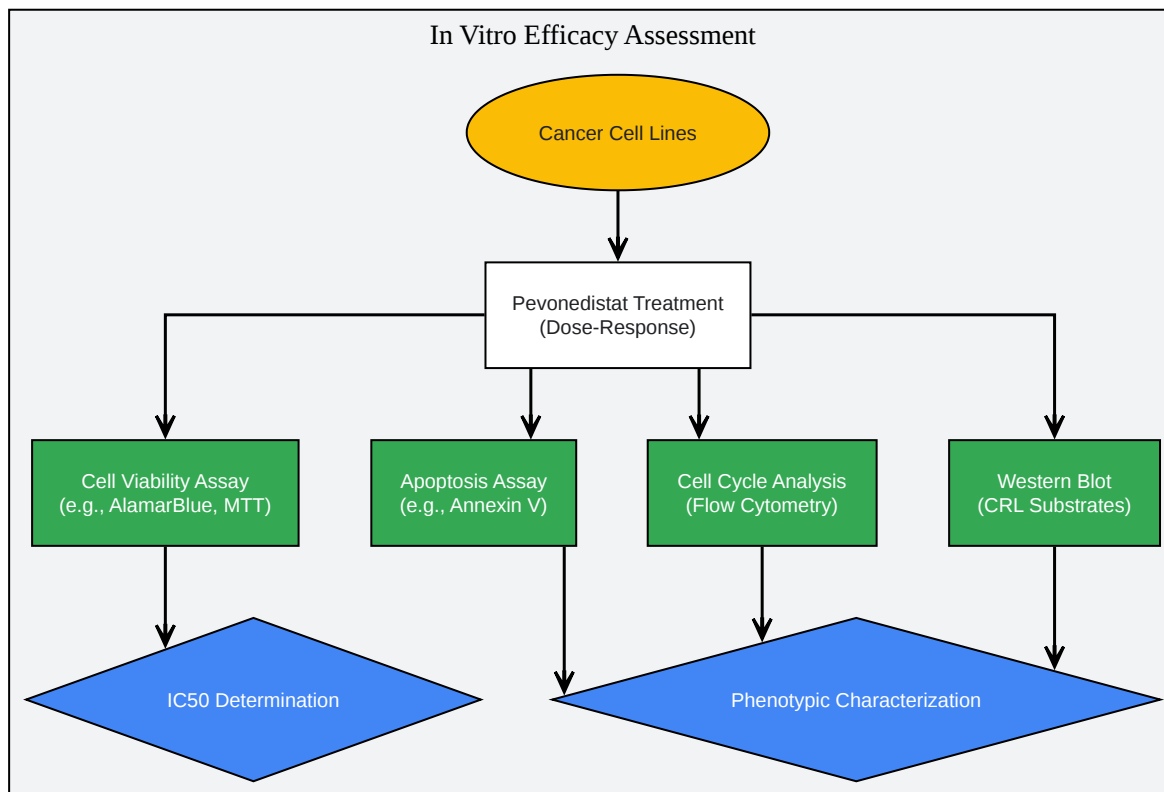 In Vitro Efficacy Assessment
Cancer Cell Lines
Pevonedistat Treatment
(Dose-Response)
Cell Viability Assay
(e.g., AlamarBlue, MTT)
Apoptosis Assay
(e.g., Annexin V)
Cell Cycle Analysis
(Flow Cytometry)
Western Blot
(CRL Substrates)
IC50 Determination
Phenotypic Characterization